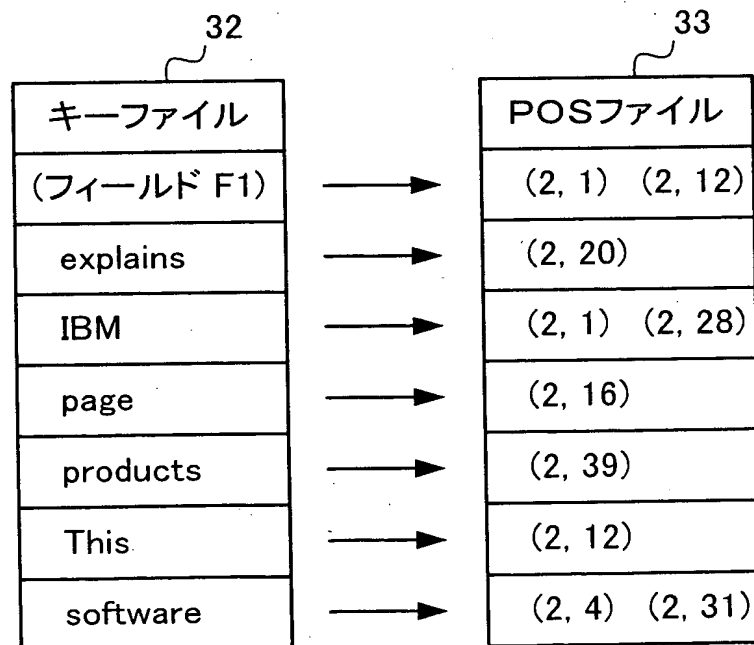 32
33
キーファイル
POSファイル
(フィールド F1)
(2, 1) (2, 12)
explains
(2, 20)
IBM
(2, 1) (2, 28)
page
(2, 16)
products
(2, 39)
This
(2, 12)
software
(2, 4) (2, 31)